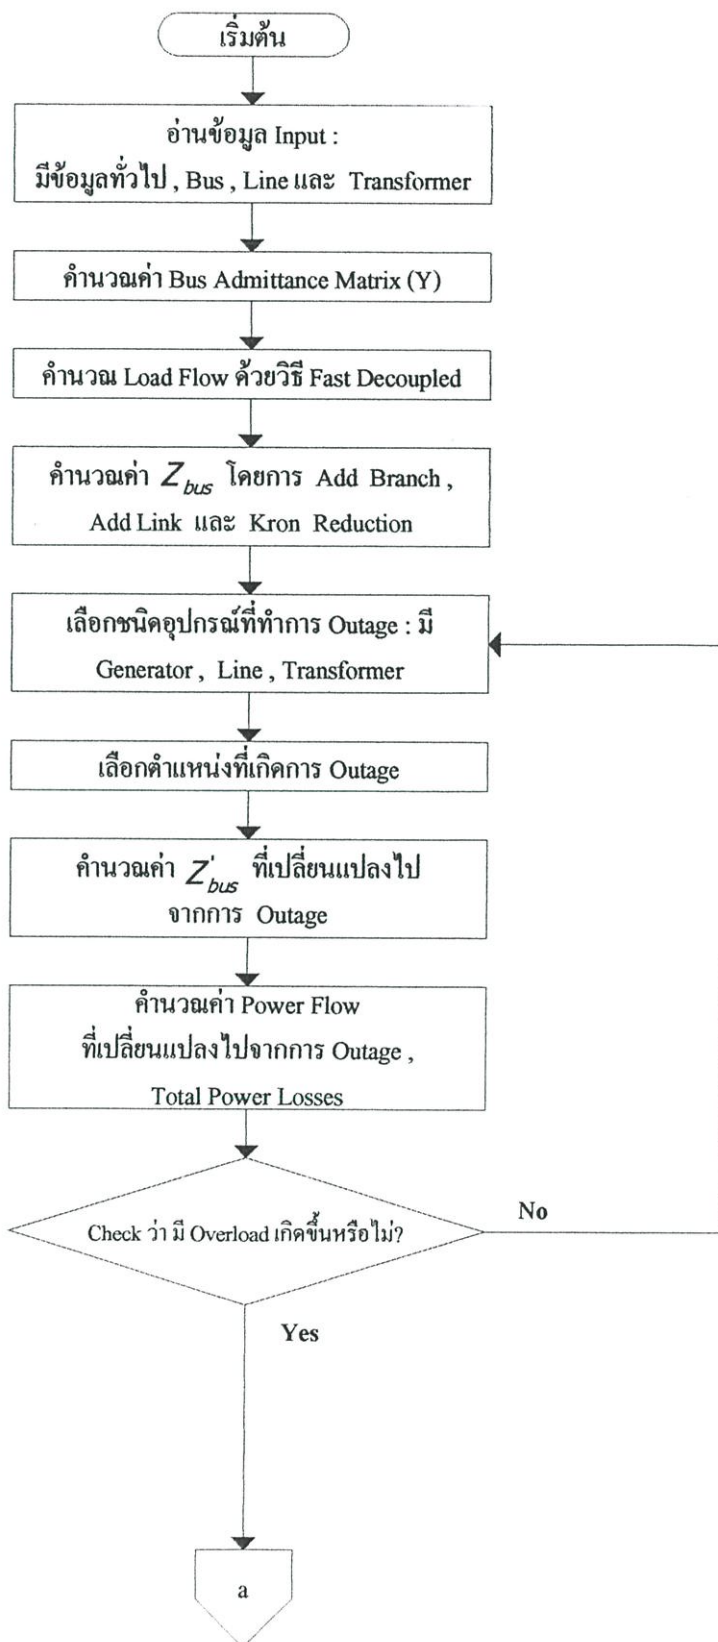 เริ่มต้น
อ่านข้อมูล Input :
มีข้อมูลทั่วไป , Bus , Line และ Transformer
คำนวณค่า Bus Admittance Matrix (Y)
คำนวณ Load Flow ด้วยวิธี Fast Decoupled
คำนวณค่า Z_bus โดยการ Add Branch ,
Add Link และ Kron Reduction
เลือกชนิดอุปกรณ์ที่ทำการ Outage : มี
Generator , Line , Transformer
เลือกตำแหน่งที่เกิดการ Outage
คำนวณค่า Z'_bus ที่เปลี่ยนแปลงไป
จากการ Outage
คำนวณค่า Power Flow
ที่เปลี่ยนแปลงไปจากการ Outage ,
Total Power Losses
Check ว่า มี Overload เกิดขึ้นหรือไม่?
No
Yes
a